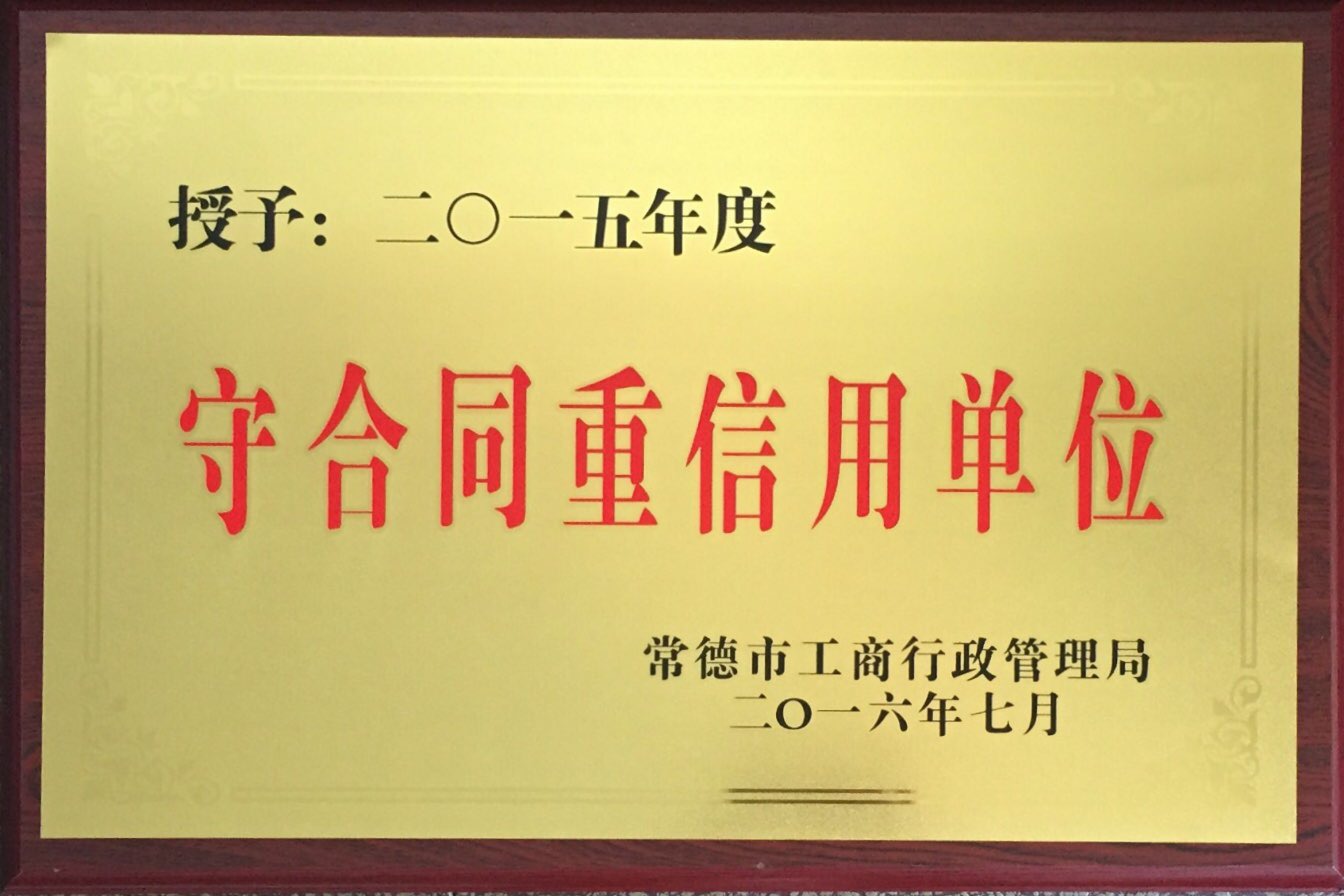 授予：二〇一五年度
守合同重信用单位
常德市工商行政管理局
二〇一六年七月